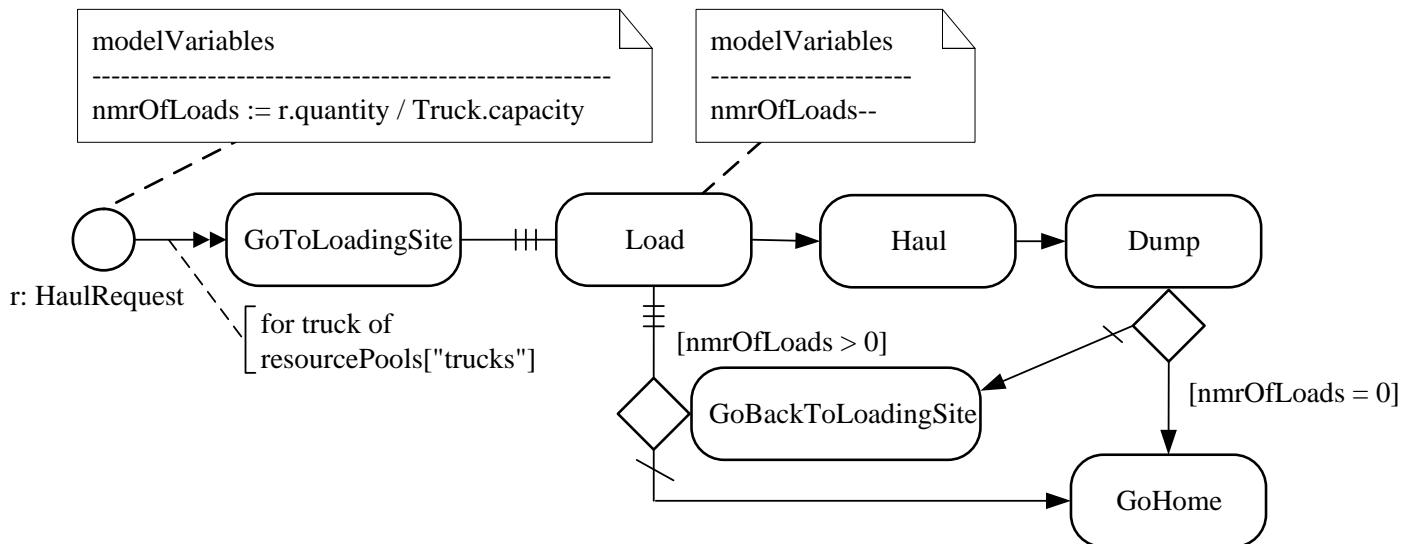 modelVariables
------------------------------------------------------
nmrOfLoads := r.quantity / Truck.capacity
modelVariables
---------------------
nmrOfLoads--
GoToLoadingSite
Load
Haul
Dump
r: HaulRequest
for truck of
resourcePools["trucks"]
[nmrOfLoads > 0]
GoBackToLoadingSite
[nmrOfLoads = 0]
GoHome